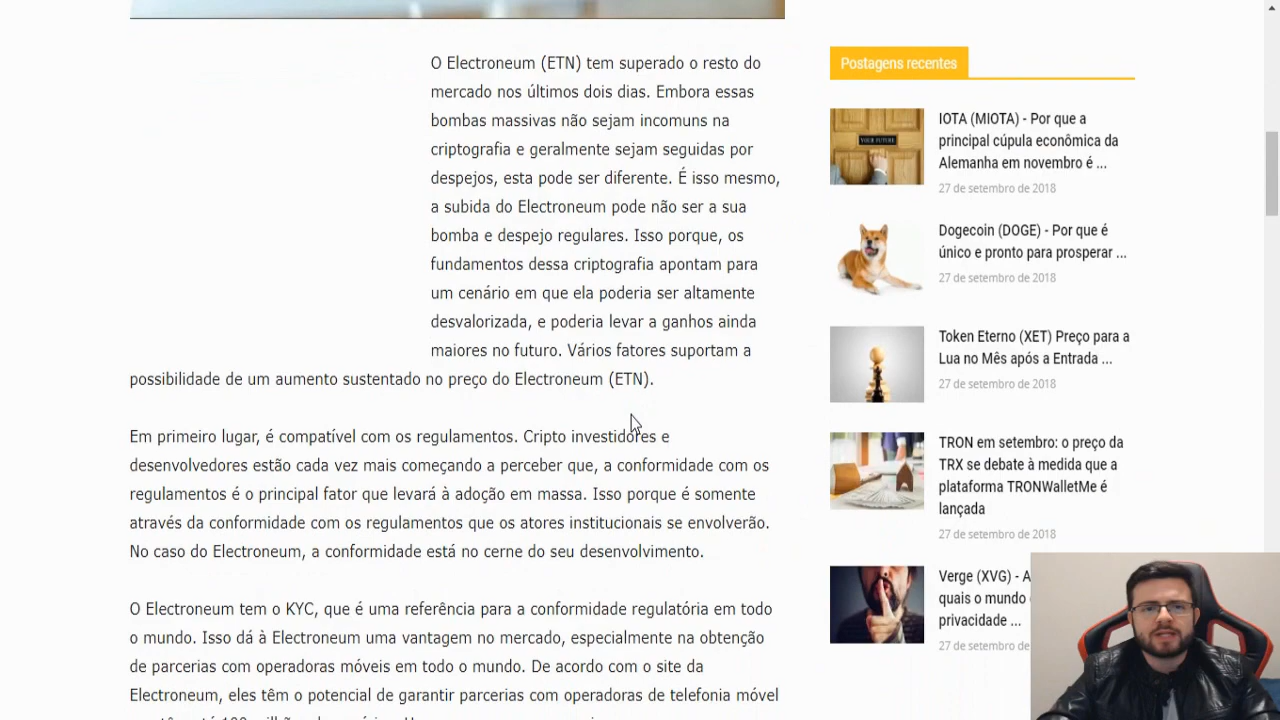 O Electroneum (ETN) tem superado o resto do
mercado nos últimos dois dias. Embora essas
bombas massivas não sejam incomuns na
criptografia e geralmente sejam seguidas por
despejos, esta pode ser diferente. É isso mesmo,
a subida do Electroneum pode não ser a sua
bomba e despejo regulares. Isso porque, os
fundamentos dessa criptografia apontam para
um cenário em que ela poderia ser altamente
desvalorizada, e poderia levar a ganhos ainda
maiores no futuro. Vários fatores suportam a
possibilidade de um aumento sustentado no preço do Electroneum (ETN).
Em primeiro lugar, é compatível com os regulamentos. Cripto investidores e
desenvolvedores estão cada vez mais começando a perceber que, a conformidade com os
regulamentos é o principal fator que levará à adoção em massa. Isso porque é somente
através da conformidade com os regulamentos que os atores institucionais se envolverão.
No caso do Electroneum, a conformidade está no cerne do seu desenvolvimento.
O Electroneum tem o KYC, que é uma referência para a conformidade regulatória em todo
o mundo. Isso dá à Electroneum uma vantagem no mercado, especialmente na obtenção
de parcerias com operadoras móveis em todo o mundo. De acordo com o site da
Electroneum, eles têm o potencial de garantir parcerias com operadoras de telefonia móvel
Postagens recentes
YOUR FUTURE
IOTA (MIOTA) - Por que a
principal cúpula econômica da
Alemanha em novembro é ...
27 de setembro de 2018
Dogecoin (DOGE) - Por que é
único e pronto para prosperar ...
27 de setembro de 2018
Token Eterno (XET) Preço para a
Lua no Mês após a Entrada ...
27 de setembro de 2018
TRON em setembro: o preço da
TRX se debate à medida que a
plataforma TRONWalletMe é
lançada
27 de setembro de 2018
Verge (XVG) - A
quais o mundo
privacidade ...
27 de setembro de